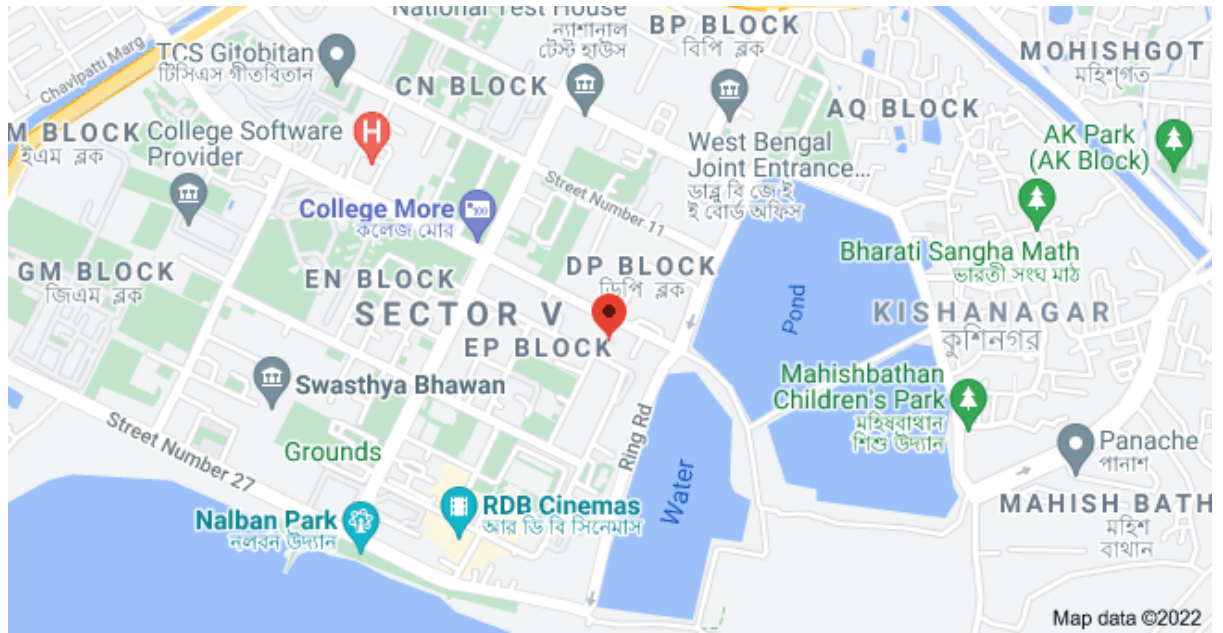 National Test House
ন্যাশানাল
টেস্ট হাউস
BP BLOCK
বিপি ব্লক
MOHISHGOT
মহিশ্গত
Chavipatti Marg
TCS Gitobitan
টিসিএস গীতবিতান
CN BLOCK
AQ BLOCK
M BLOCK
ইএম ব্লক
College Software
Provider
H
West Bengal
Joint Entrance...
ডাব্লু বি জে ই
ই বোর্ড অফিস
AK Park
(AK Block)
Street Number 11
College More
কলেজ মোর
Bharati Sangha Math
ভারতী সংঘ মাঠ
GM BLOCK
জিএম ব্লক
EN BLOCK
DP BLOCK
ডিপি ব্লক
SECTOR V
EP BLOCK
Pond
KISHANAGAR
কুশিনগর
Swasthya Bhawan
Mahishbathan
Children's Park
মহিষবাথান
শিশু উদ্যান
Street Number 27
Grounds
Ring Rd
Water
Panache
পানাশ
Nalban Park
নলবন উদ্যান
RDB Cinemas
আর ডি বি সিনেমাস
MAHISH BATH
মহিশ
বাথান
Map data ©2022